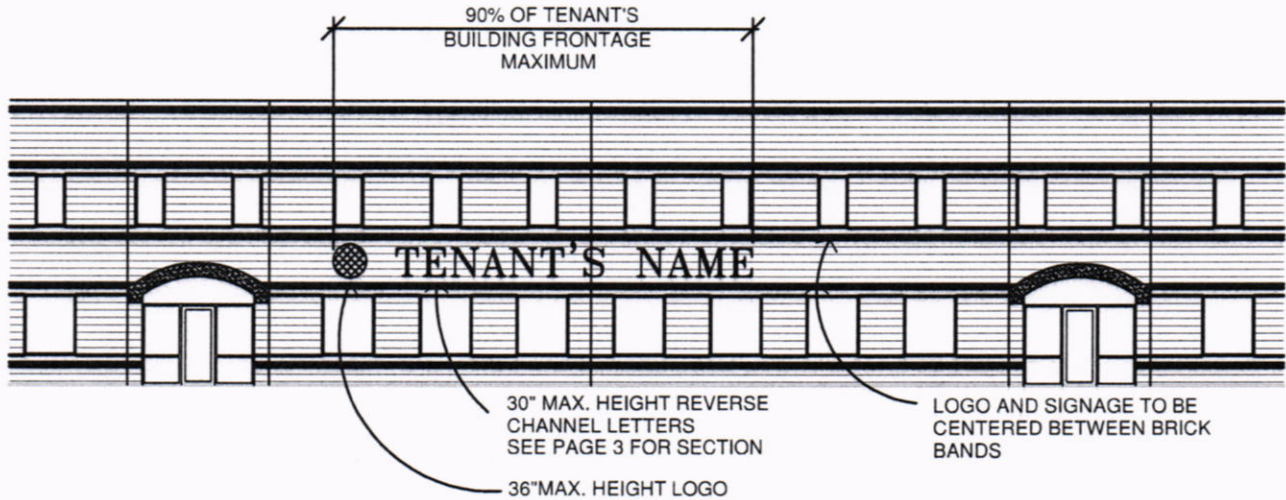 90% OF TENANT'S
BUILDING FRONTAGE
MAXIMUM
TENANT'S NAME
30" MAX. HEIGHT REVERSE
CHANNEL LETTERS
SEE PAGE 3 FOR SECTION
LOGO AND SIGNAGE TO BE
CENTERED BETWEEN BRICK
BANDS
36"MAX. HEIGHT LOGO